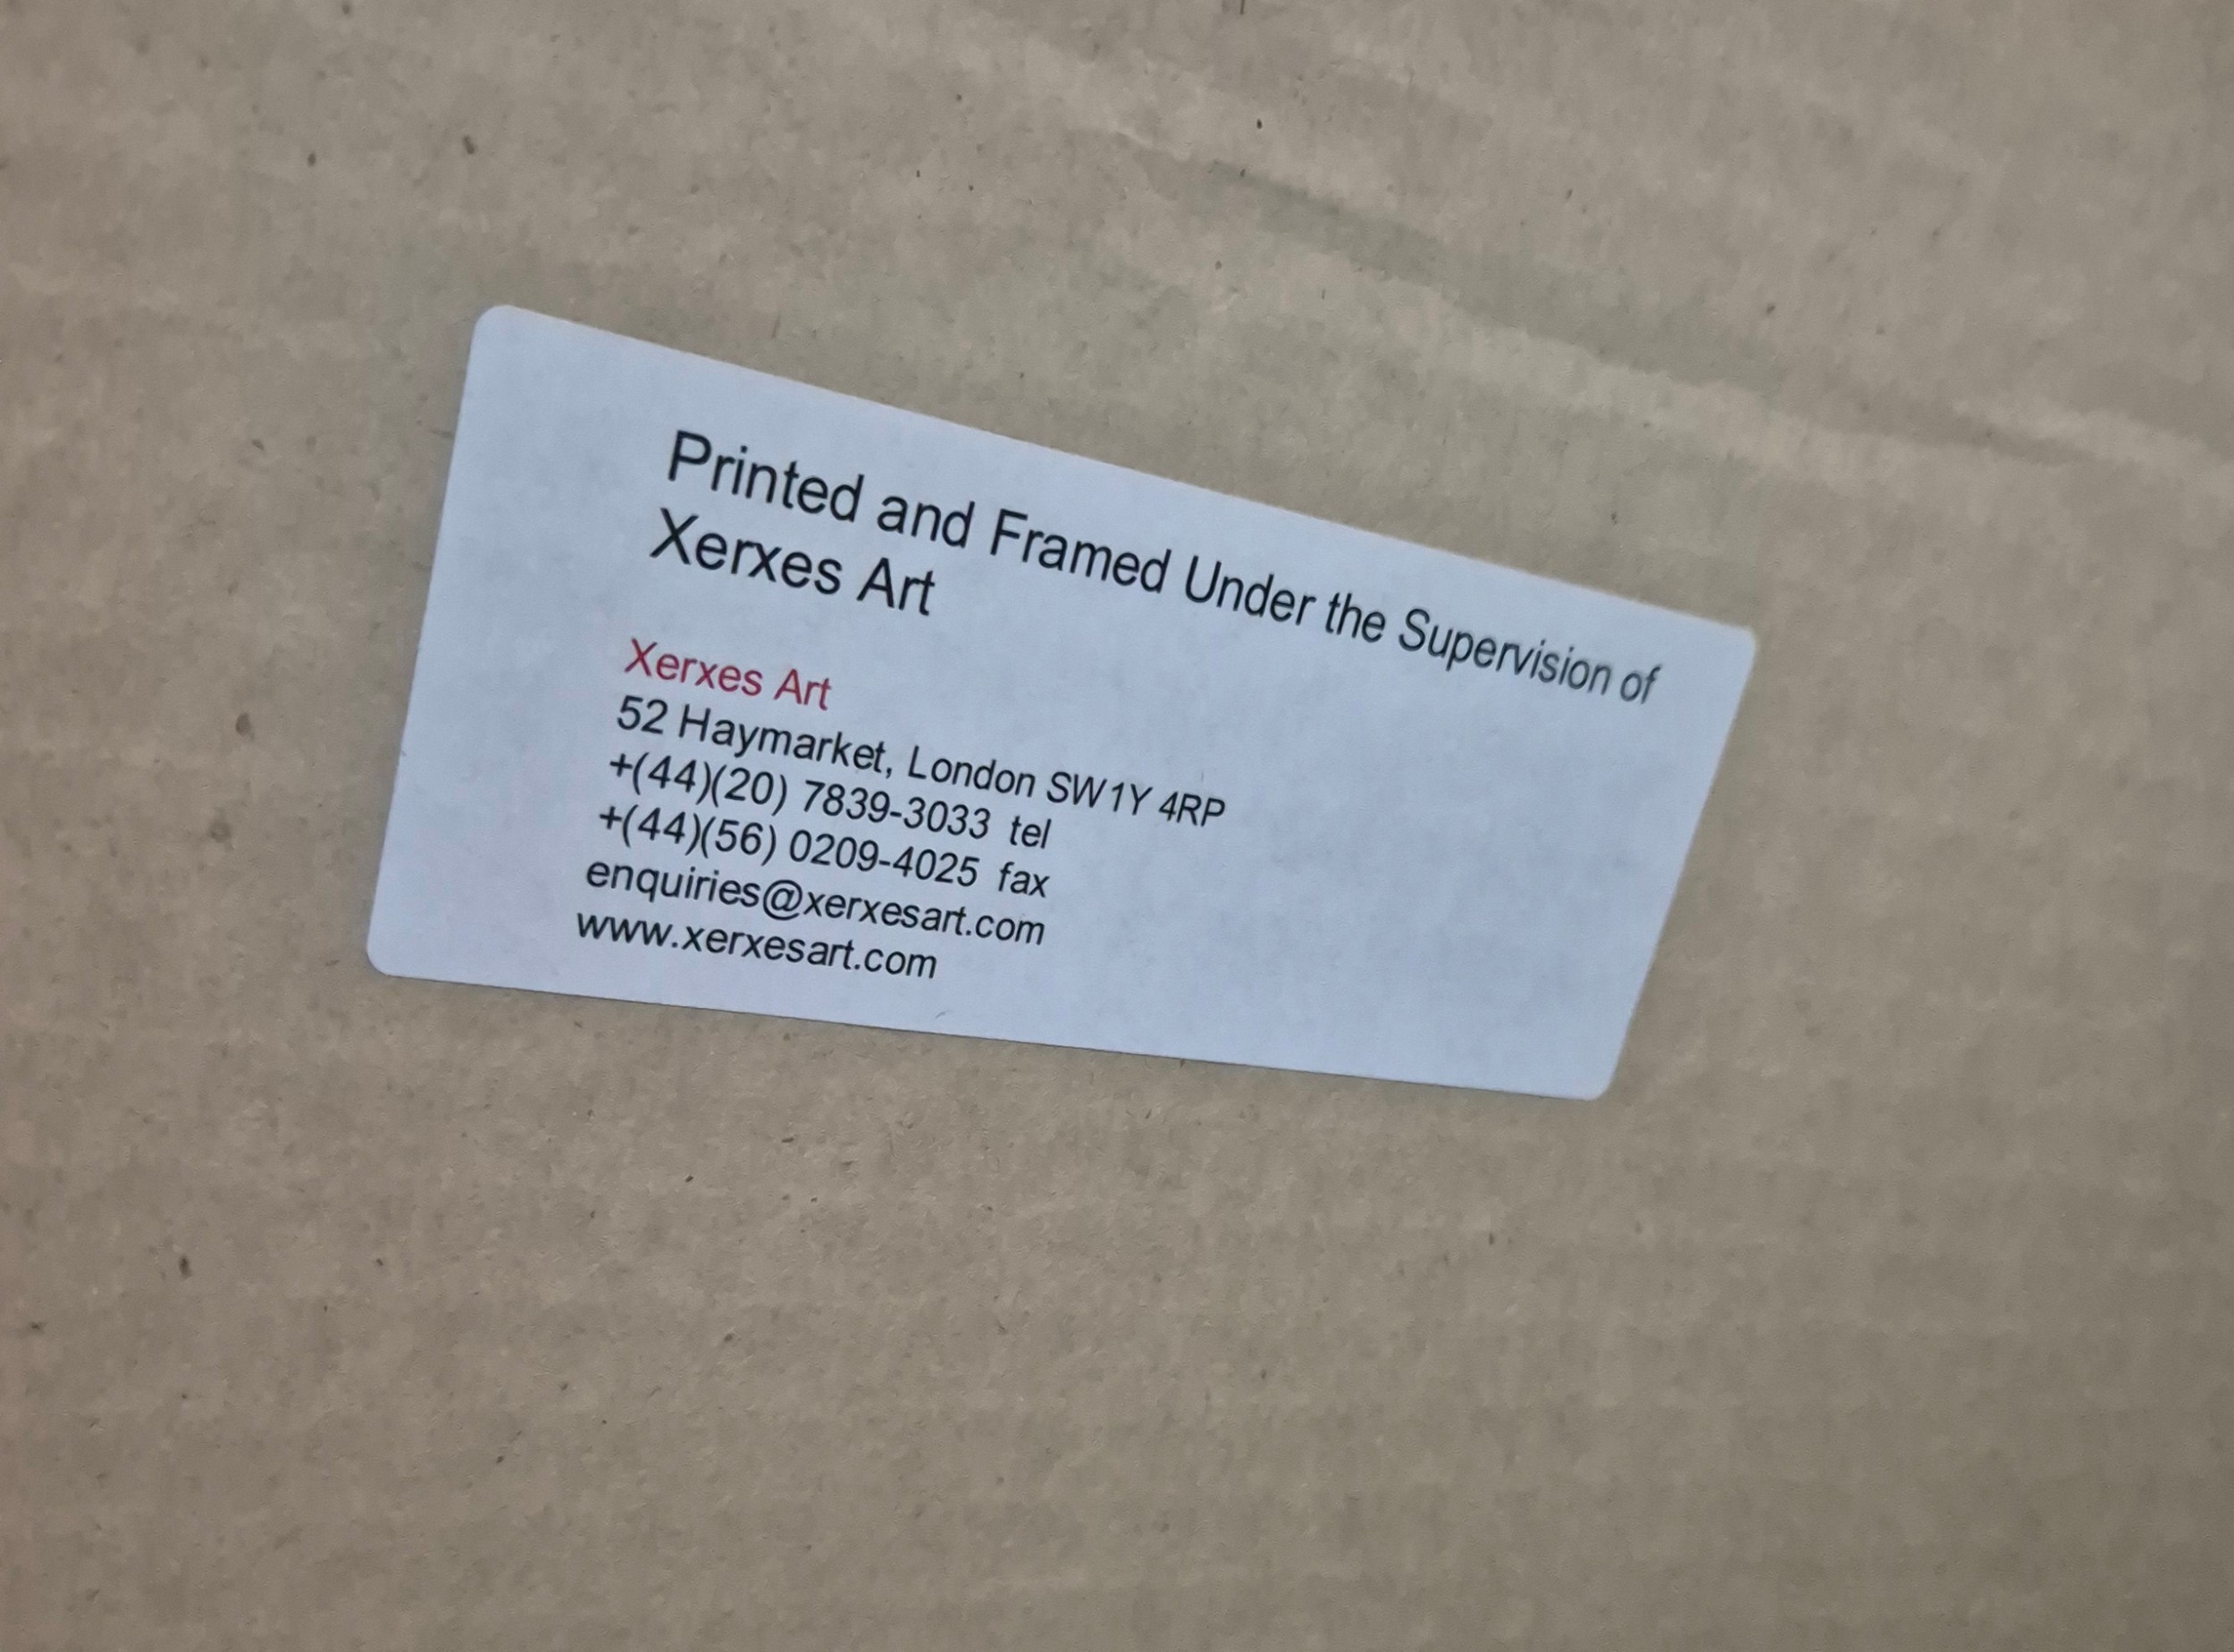 Printed and Framed Under the Supervision of
Xerxes Art
Xerxes Art
52 Haymarket, London SW1Y 4RP
+(44)(20) 7839-3033 tel
+(44)(56) 0209-4025 fax
enquiries@xerxesart.com
www.xerxesart.com